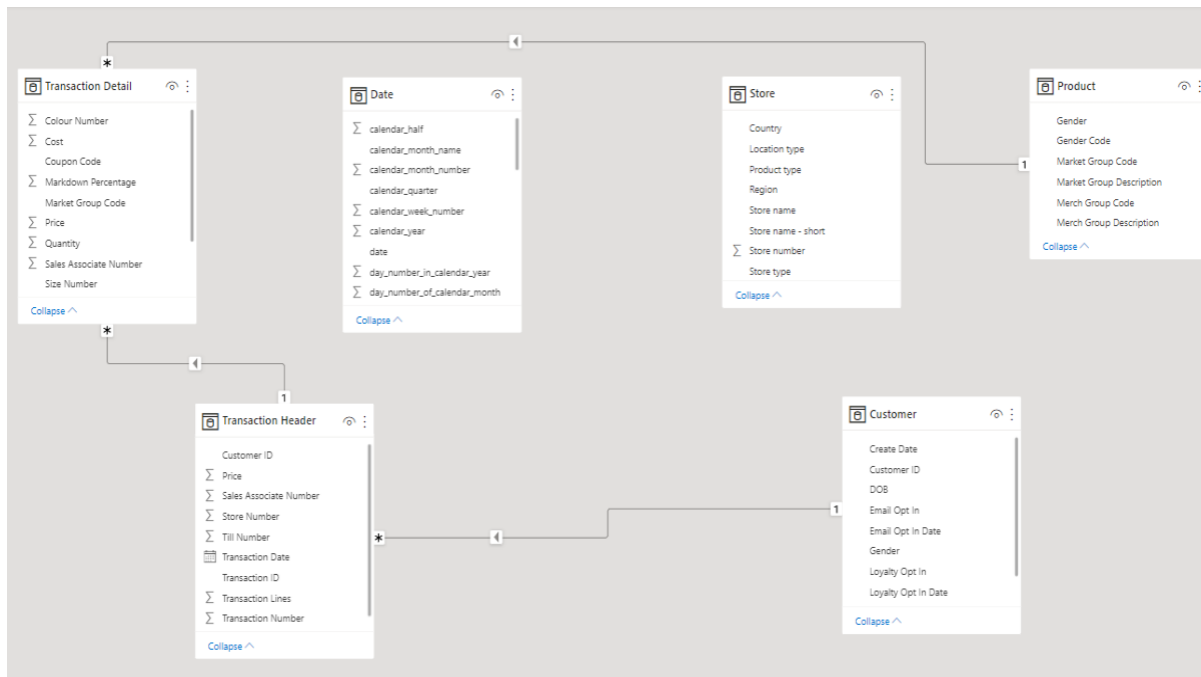 Transaction Detail
Colour Number
Cost
Coupon Code
Markdown Percentage
Market Group Code
Price
Quantity
Sales Associate Number
Size Number
Collapse
Date
calendar_half
calendar_month_name
calendar_month_number
calendar_quarter
calendar_week_number
calendar_year
date
day_number_in_calendar_year
day_number_of_calendar_month
Collapse
Store
Country
Location type
Product type
Region
Store name
Store name - short
Store number
Store type
Collapse
Product
Gender
Gender Code
Market Group Code
Market Group Description
Merch Group Code
Merch Group Description
Collapse
*
1
*
1
Transaction Header
Customer ID
Price
Sales Associate Number
Store Number
Till Number
Transaction Date
Transaction ID
Transaction Lines
Transaction Number
Collapse
*
1
Customer
Create Date
Customer ID
DOB
Email Opt In
Email Opt In Date
Gender
Loyalty Opt In
Loyalty Opt In Date
Collapse